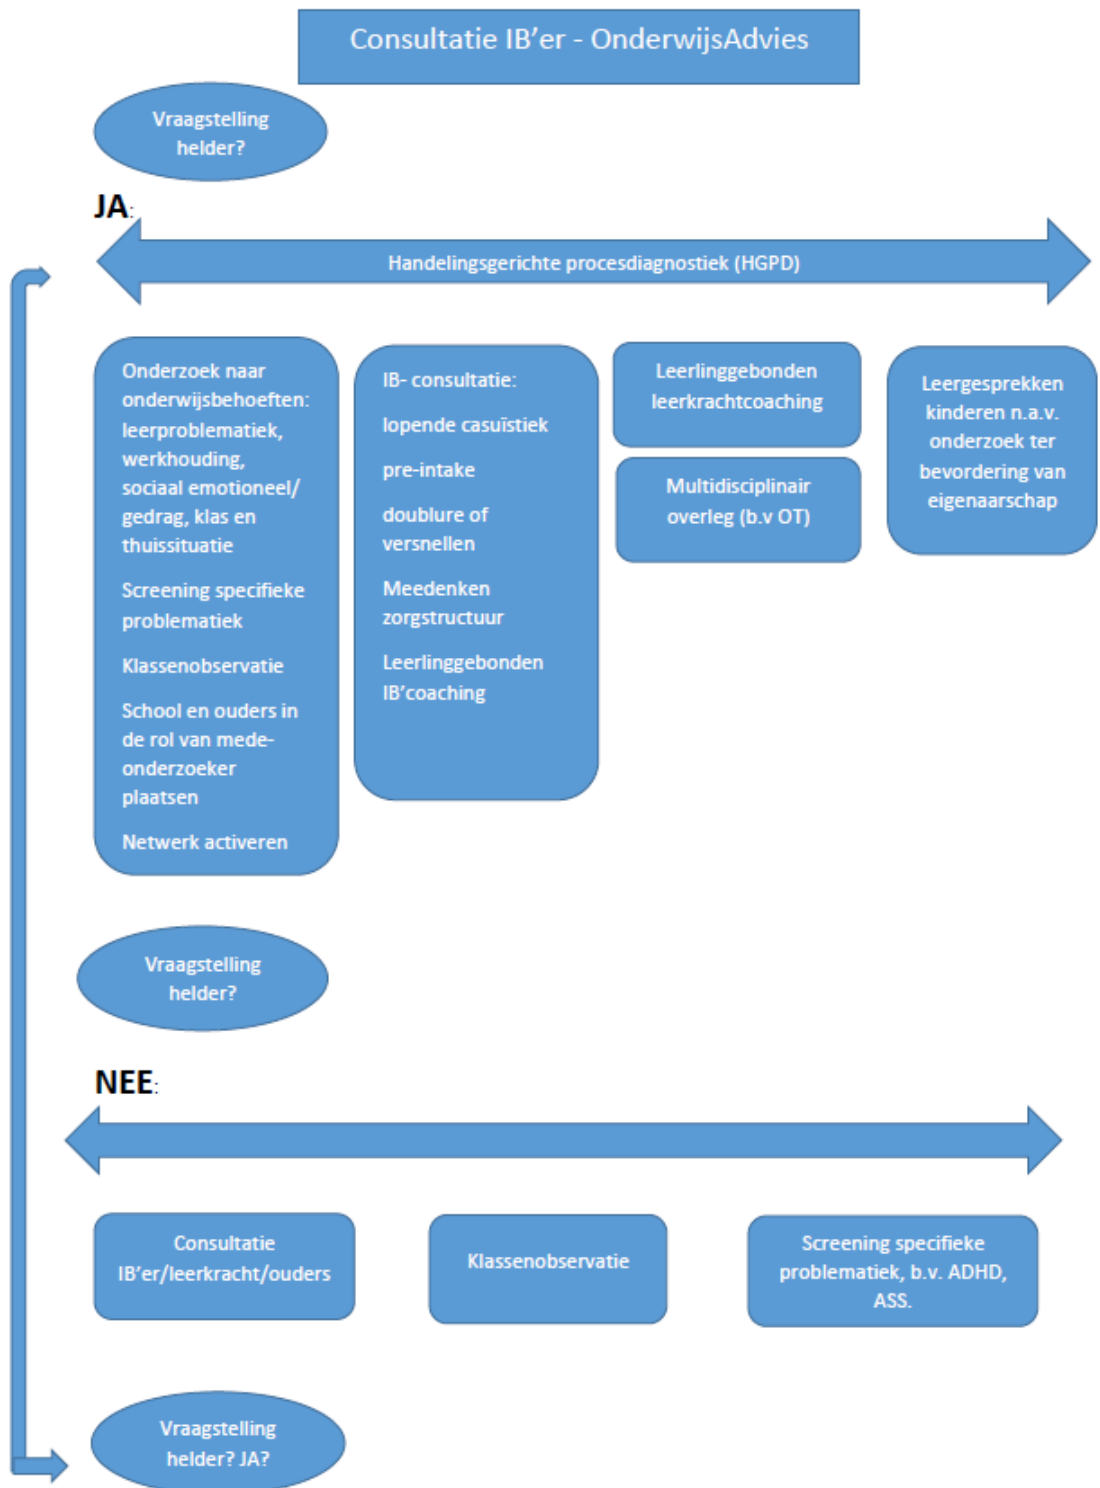 Consultatie IB'er - OnderwijsAdvies
Vraagstelling
helder?
JA:
Handelingsgerichte procesdiagnostiek (HGPD)
Onderzoek naar
onderwijsbehoeften:
leerproblematiek,
werkhouding,
sociaal emotioneel/
gedrag, klas en
thuissituatie
Screening specifieke
problematiek
Klassenobservatie
School en ouders in
de rol van mede-
onderzoeker
plaatsen
Netwerk activeren
IB- consultatie:
lopende casuïstiek
pre-intake
doublure of
versnellen
Meedenken
zorgstructuur
Leerlinggebonden
IB'coaching
Leerlinggebonden
leerkrachtcoaching
Multidisciplinair
overleg (b.v OT)
Leergesprekken
kinderen n.a.v.
onderzoek ter
bevordering van
eigenaarschap
Vraagstelling
helder?
NEE:
Consultatie
IB'er/leerkracht/ouders
Klassenobservatie
Screening specifieke
problematiek, b.v. ADHD,
ASS.
Vraagstelling
helder? JA?